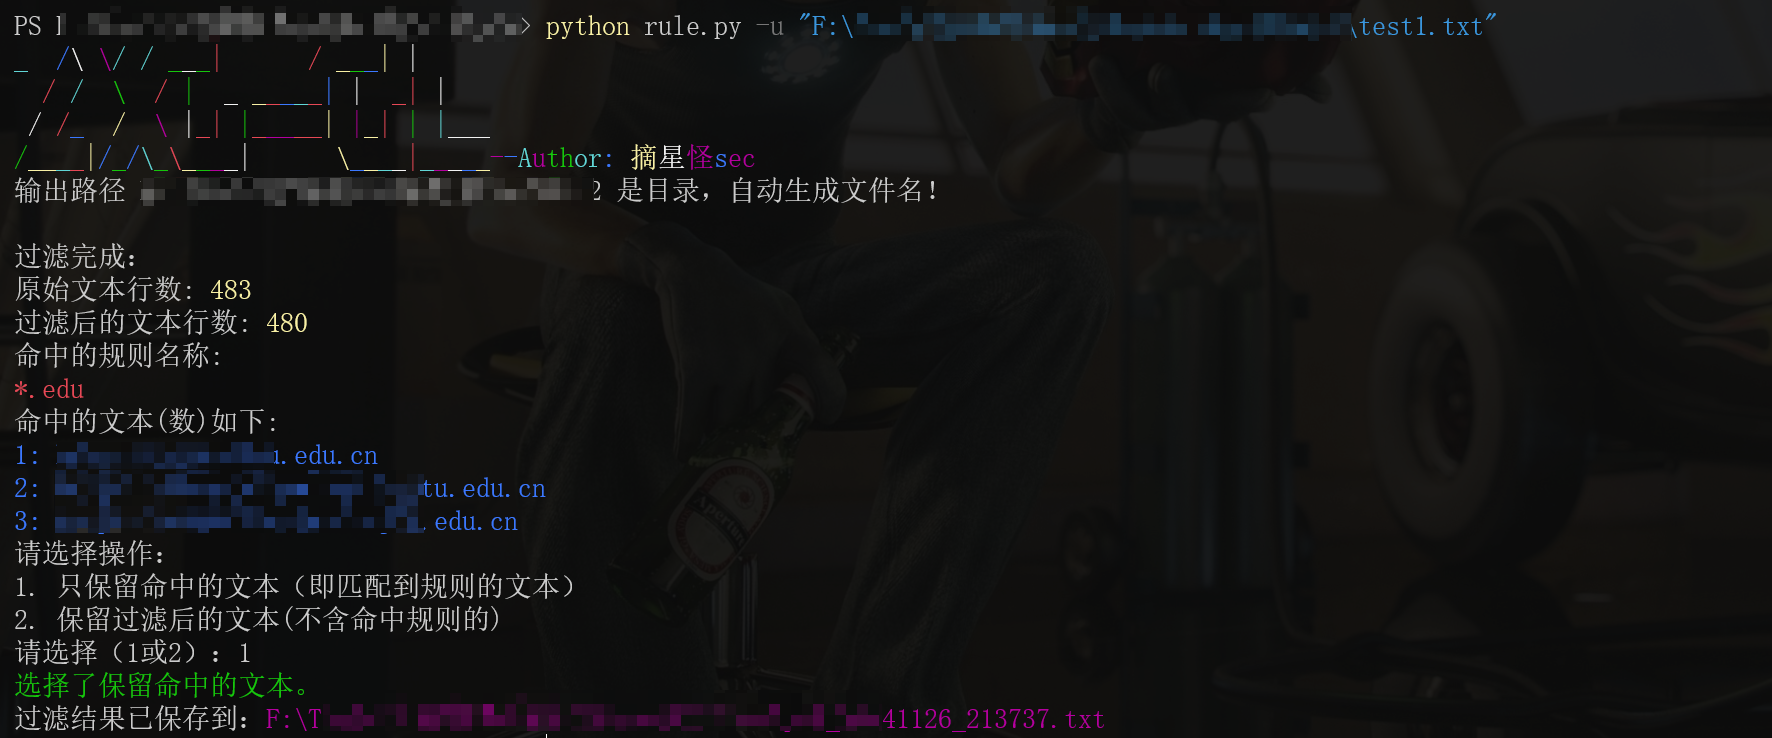 PS > python rule.py -u "F:\ \test1.txt"
_  /\ \/ / ___|      / ___| |
  / /  \  / |  _ _____| |  _| |
 / /_  /  \ |_| |_____| |_| | |___
/____|/_/\_\____|      \____|_____--Author: 摘星怪sec
输出路径 2 是目录，自动生成文件名！
过滤完成：
原始文本行数: 483
过滤后的文本行数: 480
命中的规则名称:
*.edu
命中的文本(数)如下:
1: u.edu.cn
2: tu.edu.cn
3: .edu.cn
请选择操作：
1. 只保留命中的文本（即匹配到规则的文本）
2. 保留过滤后的文本(不含命中规则的)
请选择（1或2）：1
选择了保留命中的文本。
过滤结果已保存到：F:\T 41126_213737.txt